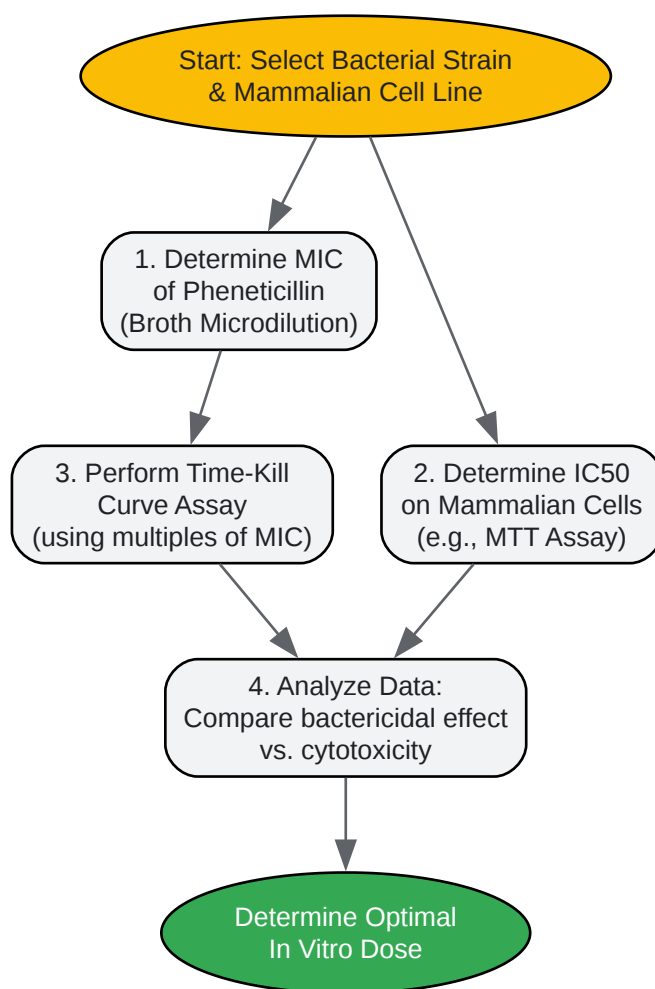 Start: Select Bacterial Strain
& Mammalian Cell Line
1. Determine MIC
of Pheneticillin
(Broth Microdilution)
3. Perform Time-Kill
Curve Assay
(using multiples of MIC)
2. Determine IC50
on Mammalian Cells
(e.g., MTT Assay)
4. Analyze Data:
Compare bactericidal effect
vs. cytotoxicity
Determine Optimal
In Vitro Dose